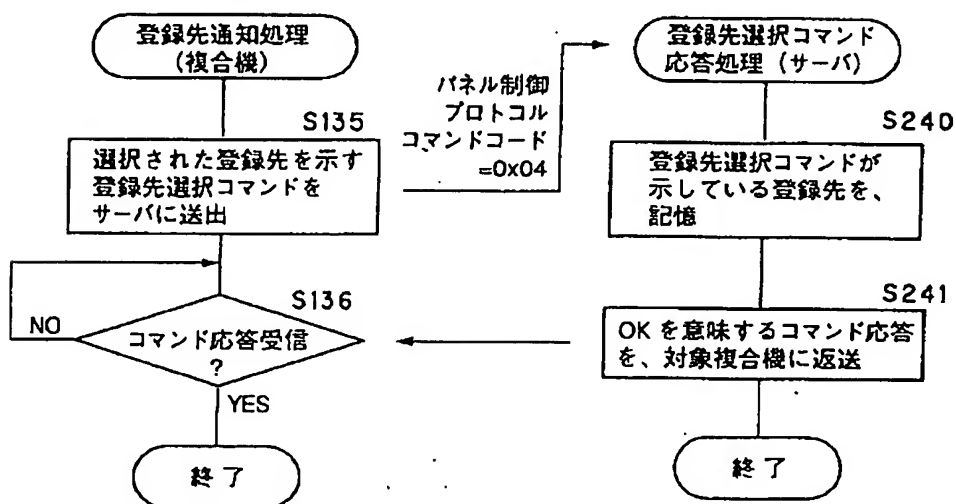 登録先通知処理
(複合機)
S135
選択された登録先を示す
登録先選択コマンドを
サーバに送出
S136
NO
コマンド応答受信
?
YES
終了
パネル制御
プロトコル
コマンドコード
=0x04
登録先選択コマンド
応答処理 (サーバ)
S240
登録先選択コマンドが
示している登録先を、
記憶
S241
OKを意味するコマンド応答
を、対象複合機に返送
終了